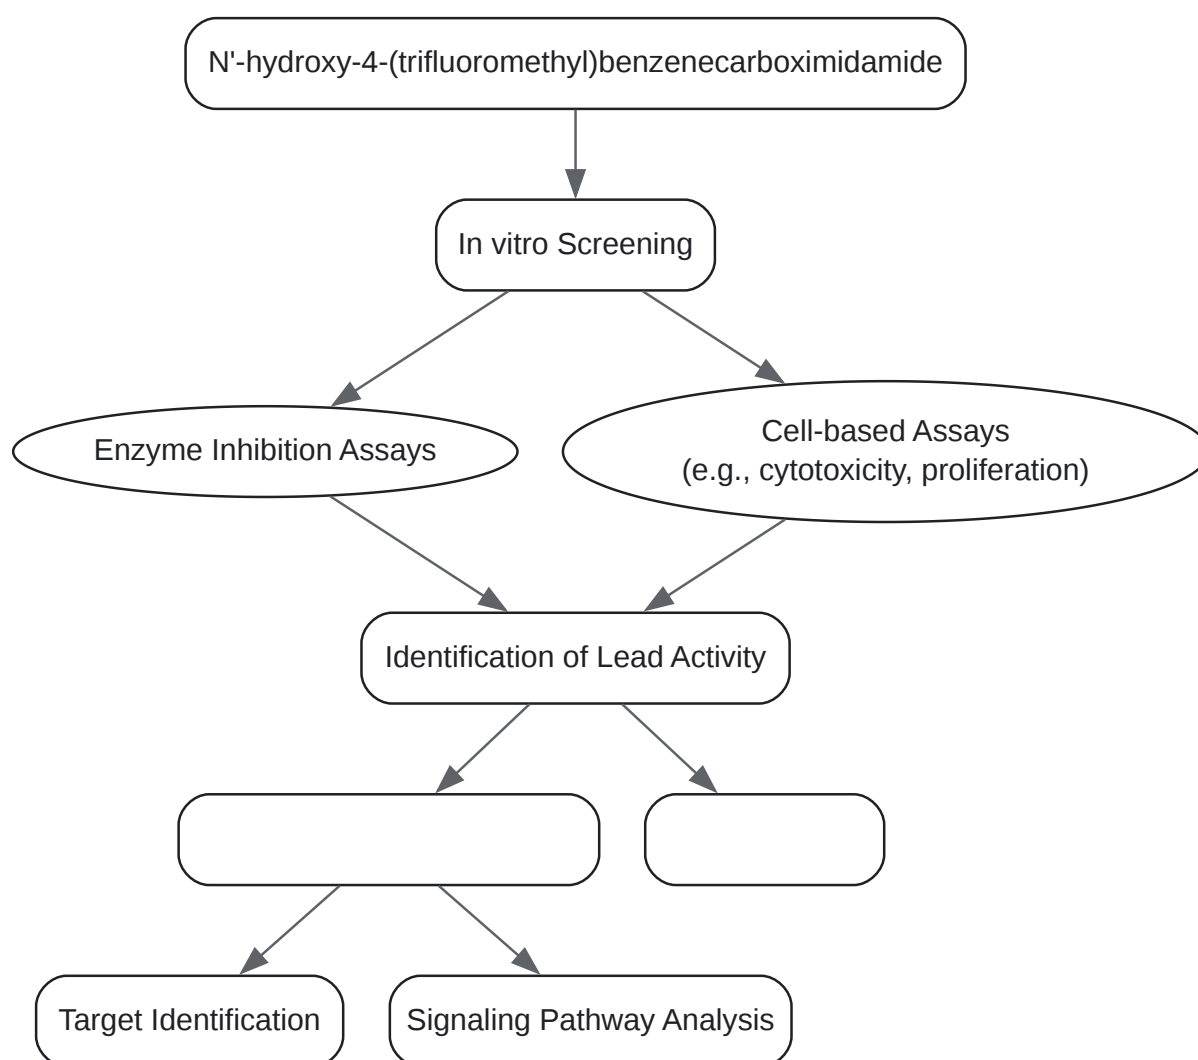 N'-hydroxy-4-(trifluoromethyl)benzenecarboximidamide
In vitro Screening
Enzyme Inhibition Assays
Cell-based Assays
(e.g., cytotoxicity, proliferation)
Identification of Lead Activity
Target Identification
Signaling Pathway Analysis